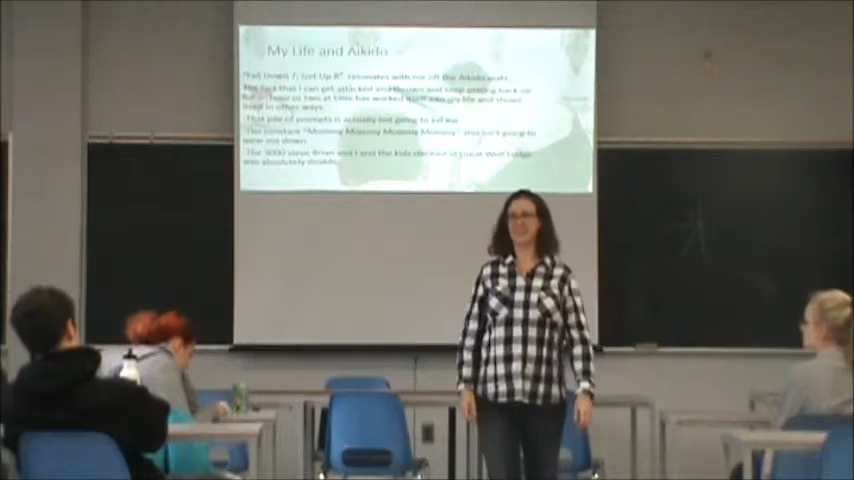 My Life and Aikido
"Fall Down 7, Get Up 8" resonates with me off the Aikido mats
The fact that I can get attacked and thrown and keep getting back up
for hour or two at time has worked itself into my life and shows
itself in other ways.
That pile of prompts is actually not going to kill me.
The constant "Mommy Mommy Mommy Mommy" also isn't going to
wear me down.
The 3000 steps Brian and I and the kids climbed at Great Wolf Lodge
was absolutely doable.